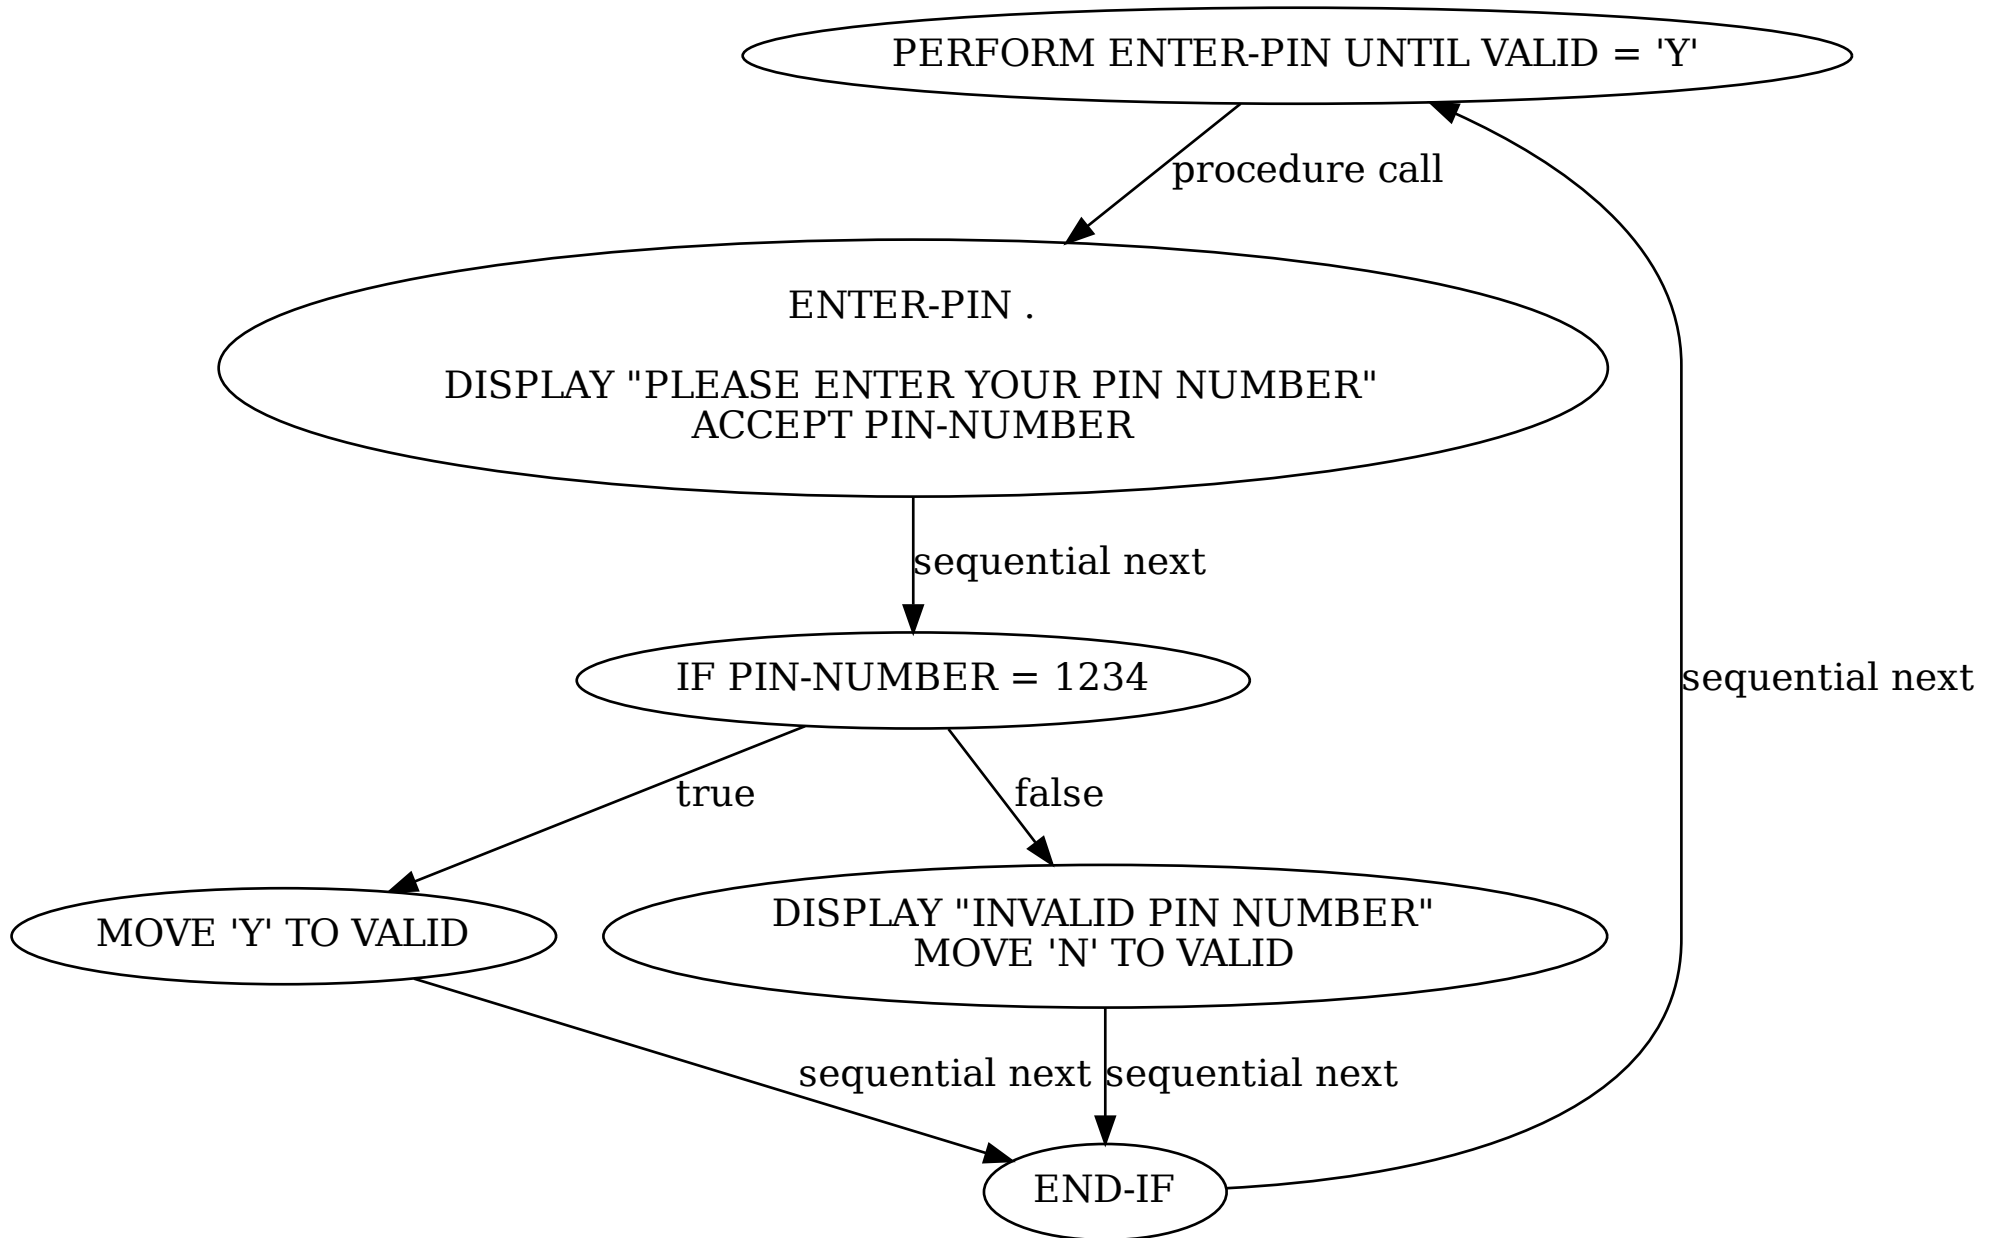 PERFORM ENTER-PIN UNTIL VALID = 'Y'
procedure call
ENTER-PIN .
DISPLAY "PLEASE ENTER YOUR PIN NUMBER"
ACCEPT PIN-NUMBER
sequential next
IF PIN-NUMBER = 1234
sequential next
true
false
MOVE 'Y' TO VALID
DISPLAY "INVALID PIN NUMBER"
MOVE 'N' TO VALID
sequential next
sequential next
END-IF